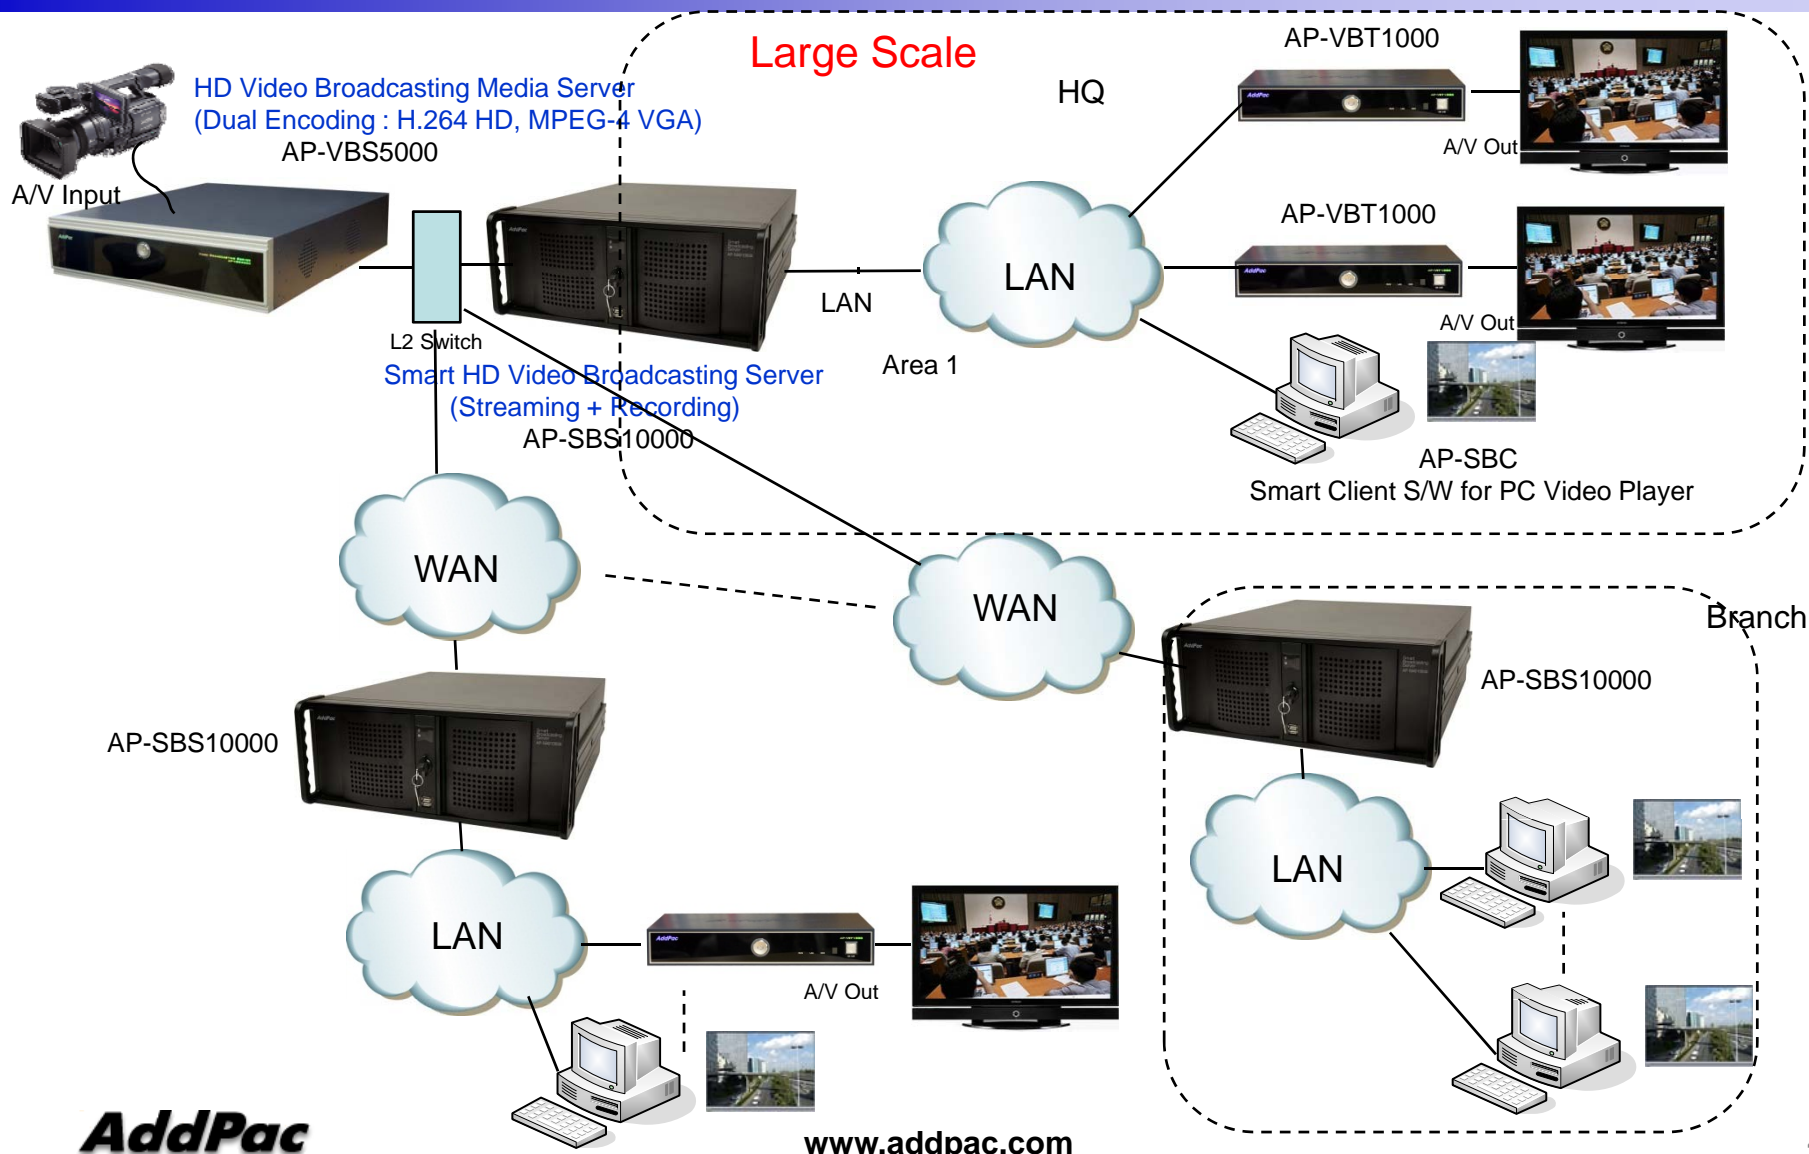 Large Scale
HQ
AP-VBT1000
HD Video Broadcasting Media Server
(Dual Encoding : H.264 HD, MPEG-4 VGA)
AP-VBS5000
A/V Input
AddPac
A/V Out
AP-VBT1000
AddPac
A/V Out
LAN
LAN
L2 Switch
Area 1
Smart HD Video Broadcasting Server
(Streaming + Recording)
AP-SBS10000
AP-SBC
Smart Client S/W for PC Video Player
WAN
WAN
Branch
AP-SBS10000
AP-SBS10000
LAN
LAN
AddPac
A/V Out
AddPac
www.addpac.com